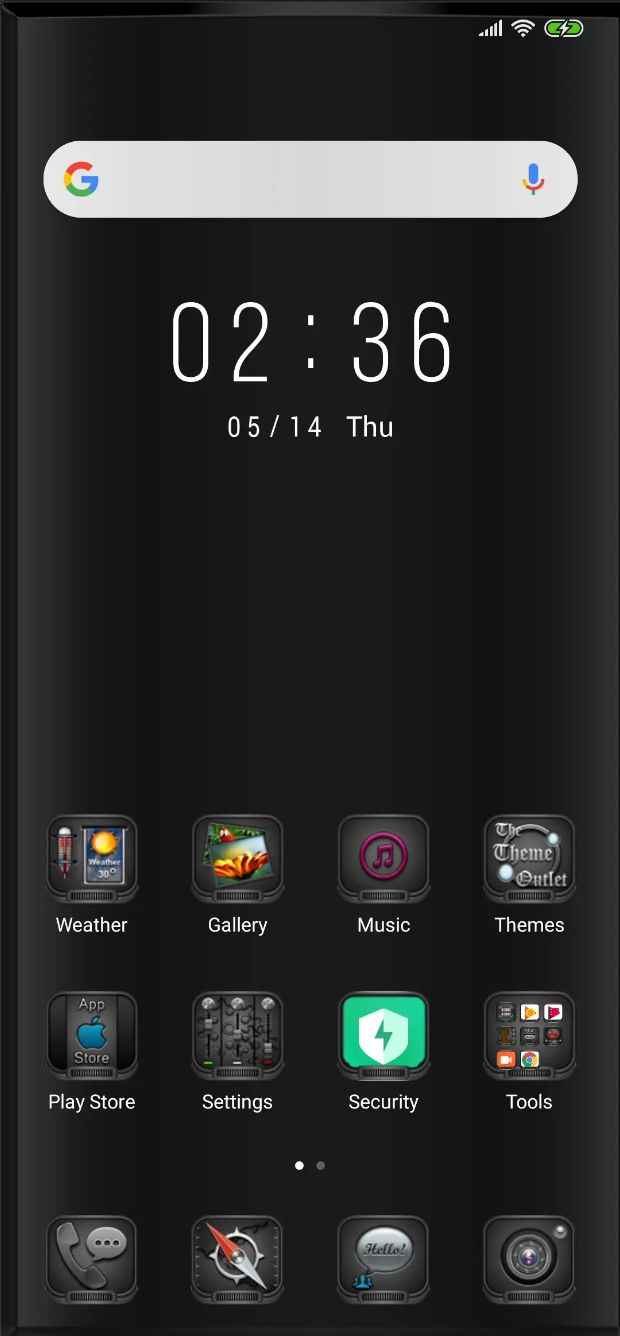 02:36
05/14 Thu
Weather
30°
The
Theme
Outlet
Weather Gallery Music Themes
App
Store
Play Store Settings Security Tools
Hello!